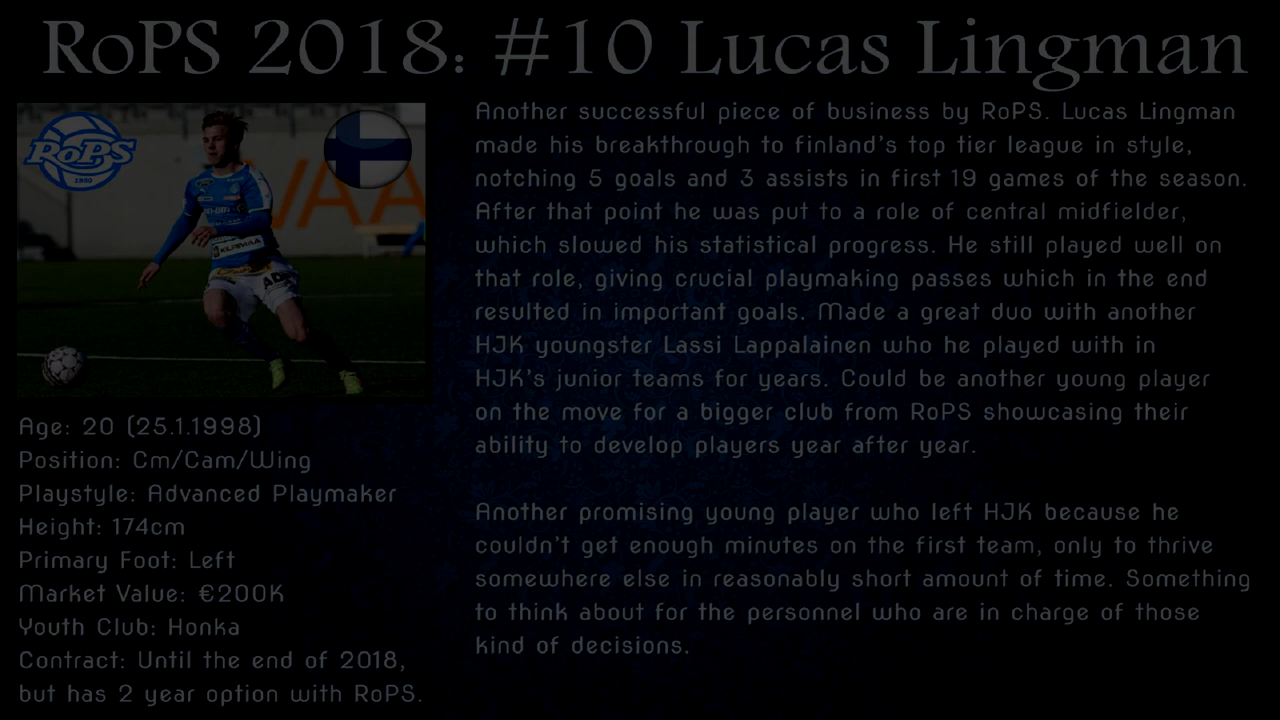 RoPS 2018: #10 Lucas Lingman
RoPS
1950
VAA
KLPIMAA
Age: 20 (25.1.1998)
Position: Cm/Cam/Wing
Playstyle: Advanced Playmaker
Height: 174cm
Primary Foot: Left
Market Value: €200K
Youth Club: Honka
Contract: Until the end of 2018,
but has 2 year option with RoPS.
Another successful piece of business by RoPS. Lucas Lingman
made his breakthrough to finland's top tier league in style,
notching 5 goals and 3 assists in first 19 games of the season.
After that point he was put to a role of central midfielder,
which slowed his statistical progress. He still played well on
that role, giving crucial playmaking passes which in the end
resulted in important goals. Made a great duo with another
HJK youngster Lassi Lappalainen who he played with in
HJK's junior teams for years. Could be another young player
on the move for a bigger club from RoPS showcasing their
ability to develop players year after year.
Another promising young player who left HJK because he
couldn't get enough minutes on the first team, only to thrive
somewhere else in reasonably short amount of time. Something
to think about for the personnel who are in charge of those
kind of decisions.